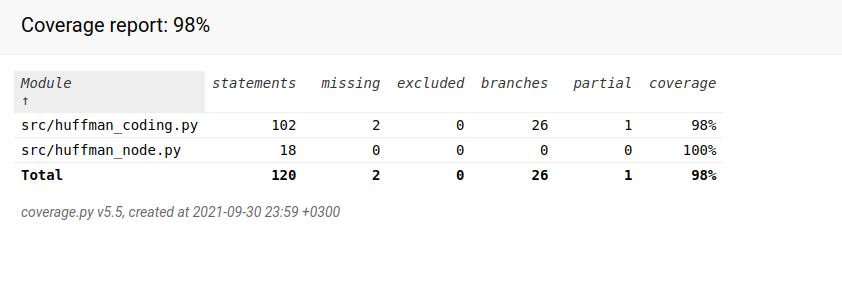 Coverage report: 98%
Module statements missing excluded branches partial coverage
↑
src/huffman_coding.py 102 2 0 26 1 98%
src/huffman_node.py 18 0 0 0 0 100%
Total 120 2 0 26 1 98%
coverage.py v5.5, created at 2021-09-30 23:59 +0300